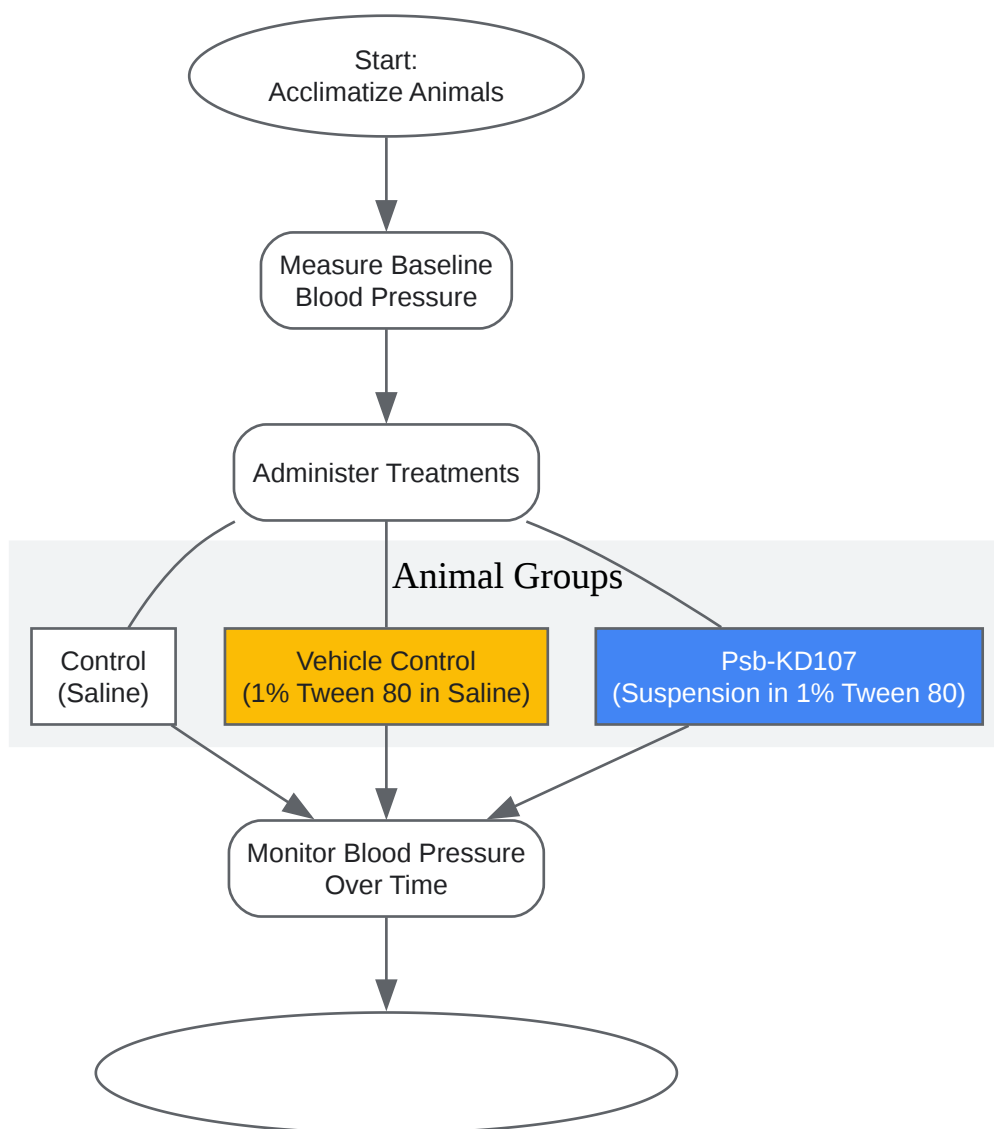 Start:
Acclimatize Animals
Measure Baseline
Blood Pressure
Administer Treatments
Animal Groups
Control
(Saline)
Vehicle Control
(1% Tween 80 in Saline)
Psb-KD107
(Suspension in 1% Tween 80)
Monitor Blood Pressure
Over Time